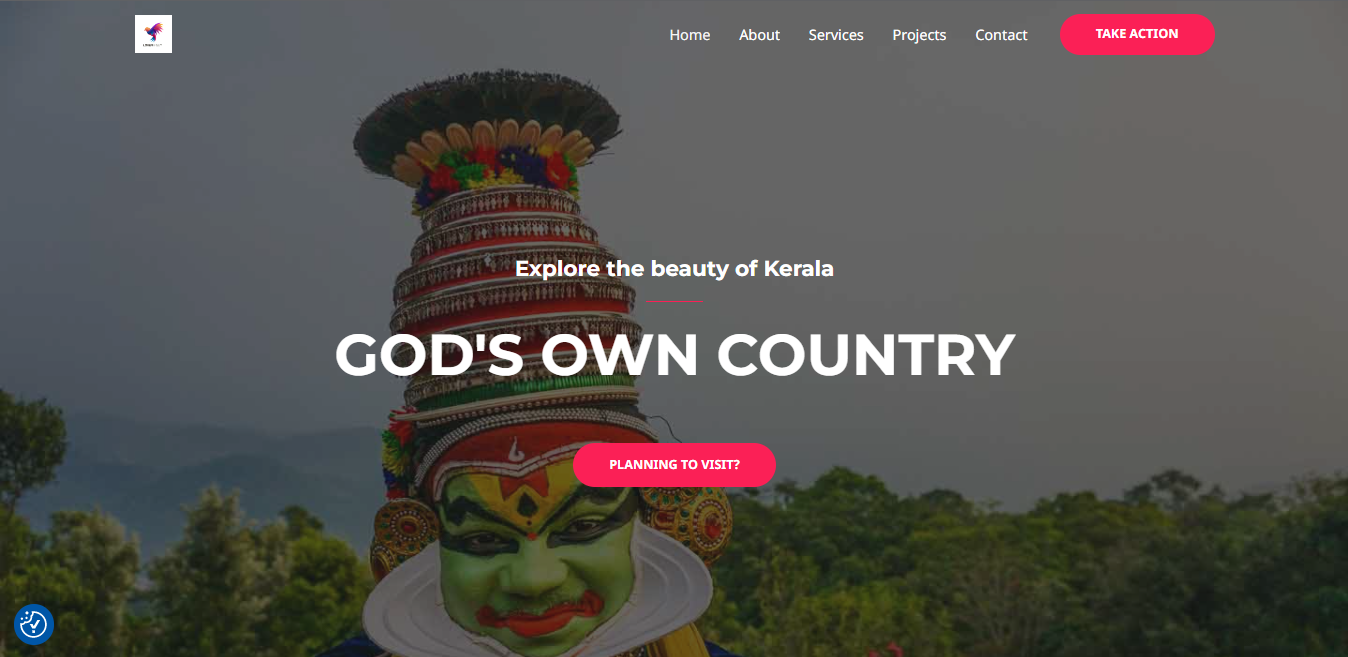 Home
About
Services
Projects
Contact
TAKE ACTION
Explore the beauty of Kerala
GOD'S OWN COUNTRY
PLANNING TO VISIT?